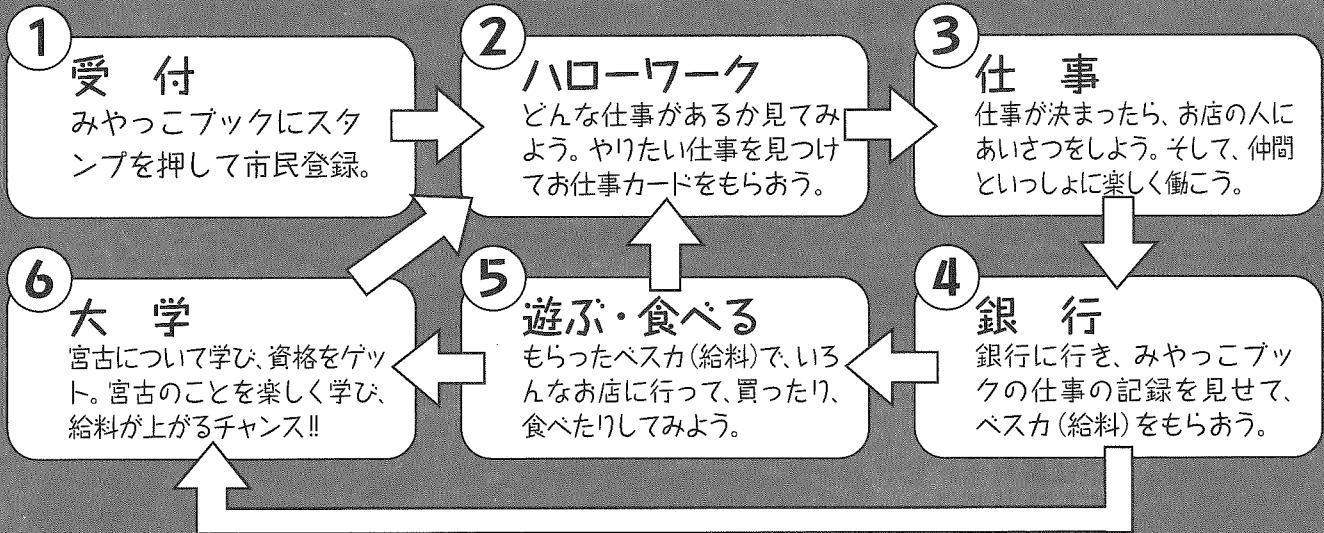 1
受　付
みやっこブックにスタ
ンプを押して市民登録。
2
ハローワーク
どんな仕事があるか見てみ
よう。やりたい仕事を見つけ
てお仕事カードをもらおう。
3
仕　事
仕事が決まったら、お店の人に
あいさつをしよう。そして、仲間
といっしょに楽しく働こう。
4
銀　行
銀行に行き、みやっこブッ
クの仕事の記録を見せて、
ベスカ（給料）をもらおう。
5
遊ぶ・食べる
もらったベスカ（給料）で、いろ
んなお店に行って、買ったり、
食べたりしてみよう。
6
大　学
宮古について学び、資格をゲッ
ト。宮古のことを楽しく学び、
給料が上がるチャンス!!